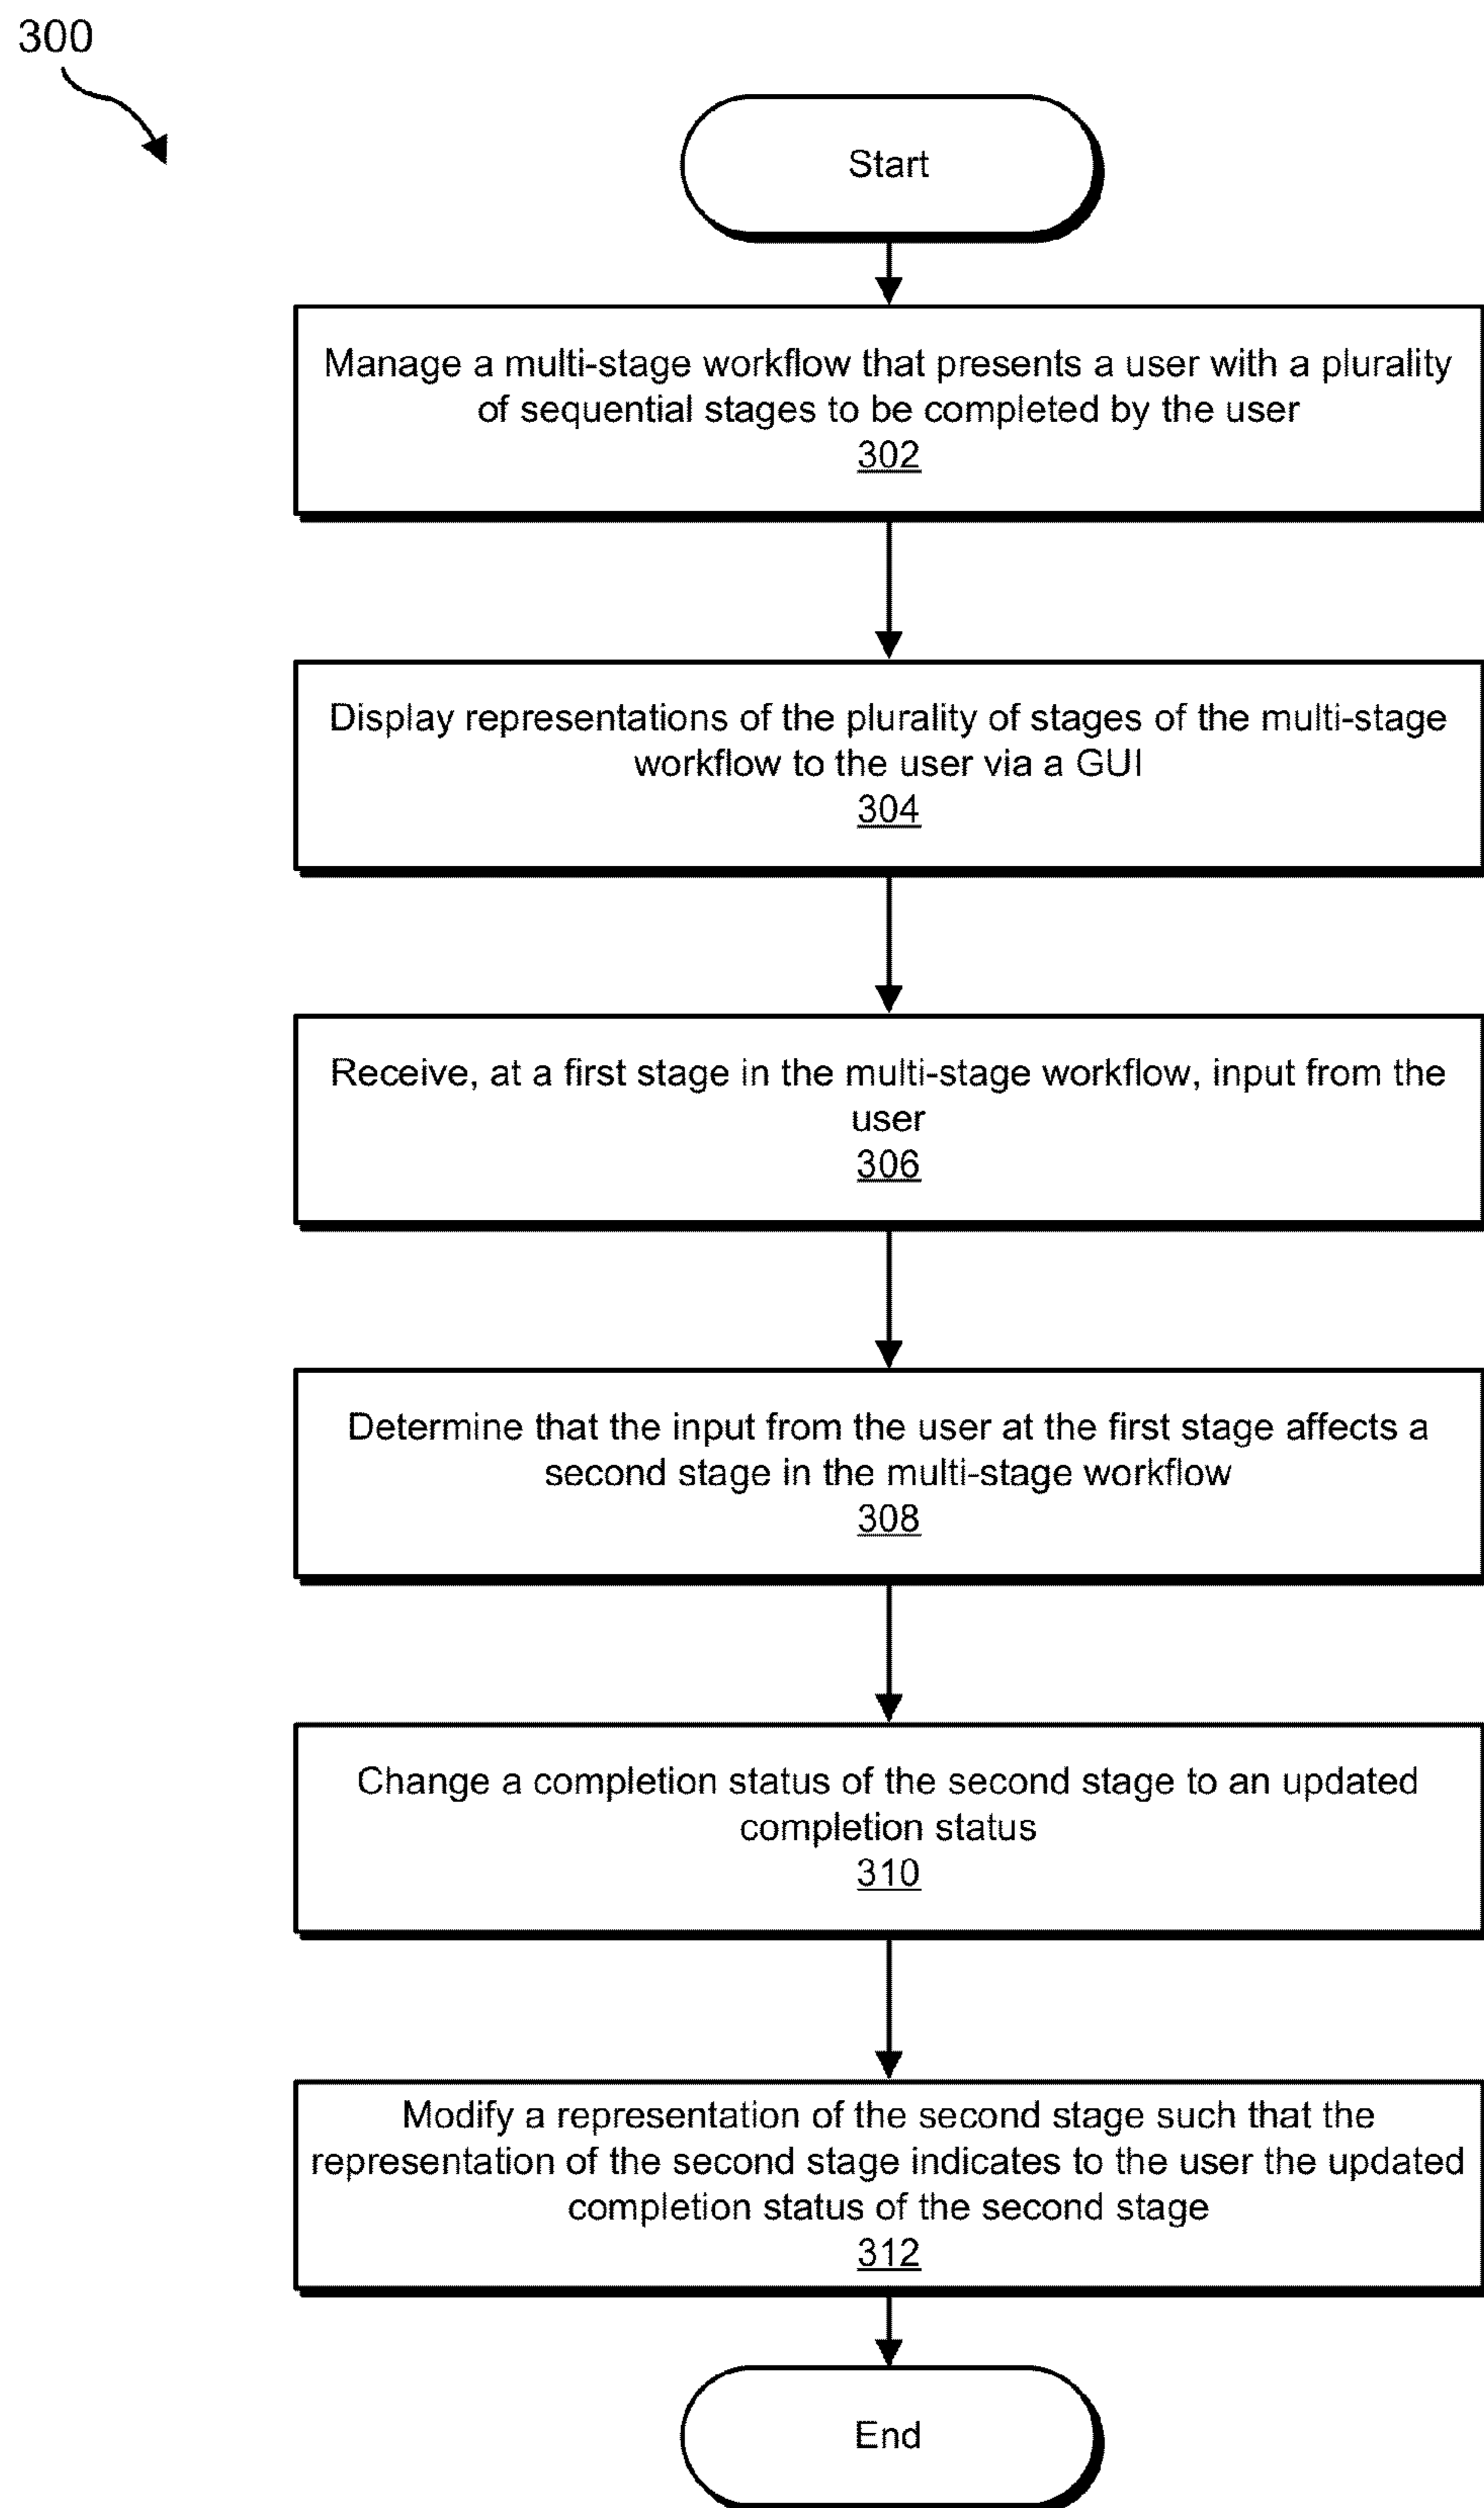 300
Start
Manage a multi-stage workflow that presents a user with a plurality
of sequential stages to be completed by the user
302
Display representations of the plurality of stages of the multi-stage
workflow to the user via a GUI
304
Receive, at a first stage in the multi-stage workflow, input from the
user
306
Determine that the input from the user at the first stage affects a
second stage in the multi-stage workflow
308
Change a completion status of the second stage to an updated
completion status
310
Modify a representation of the second stage such that the
representation of the second stage indicates to the user the updated
completion status of the second stage
312
End